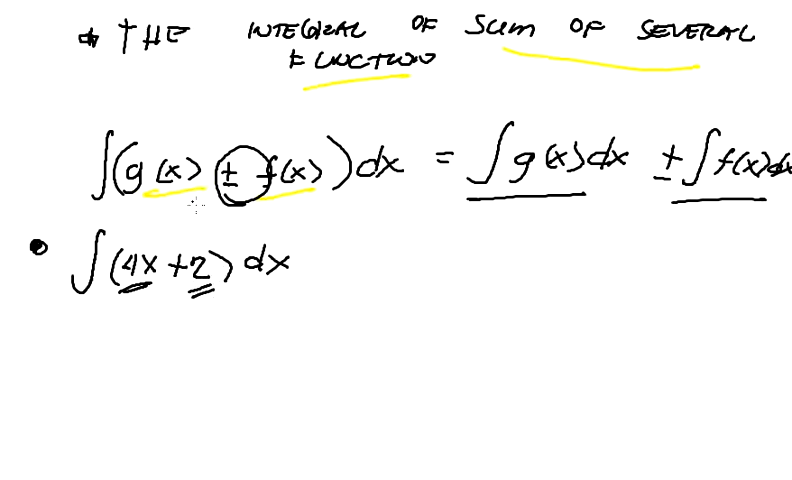 * THE INTEGRAL OF SUM OF SEVERAL
FUNCTION
∫(g(x) ± f(x))dx = ∫g(x)dx ± ∫f(x)dx
• ∫(4x+2)dx